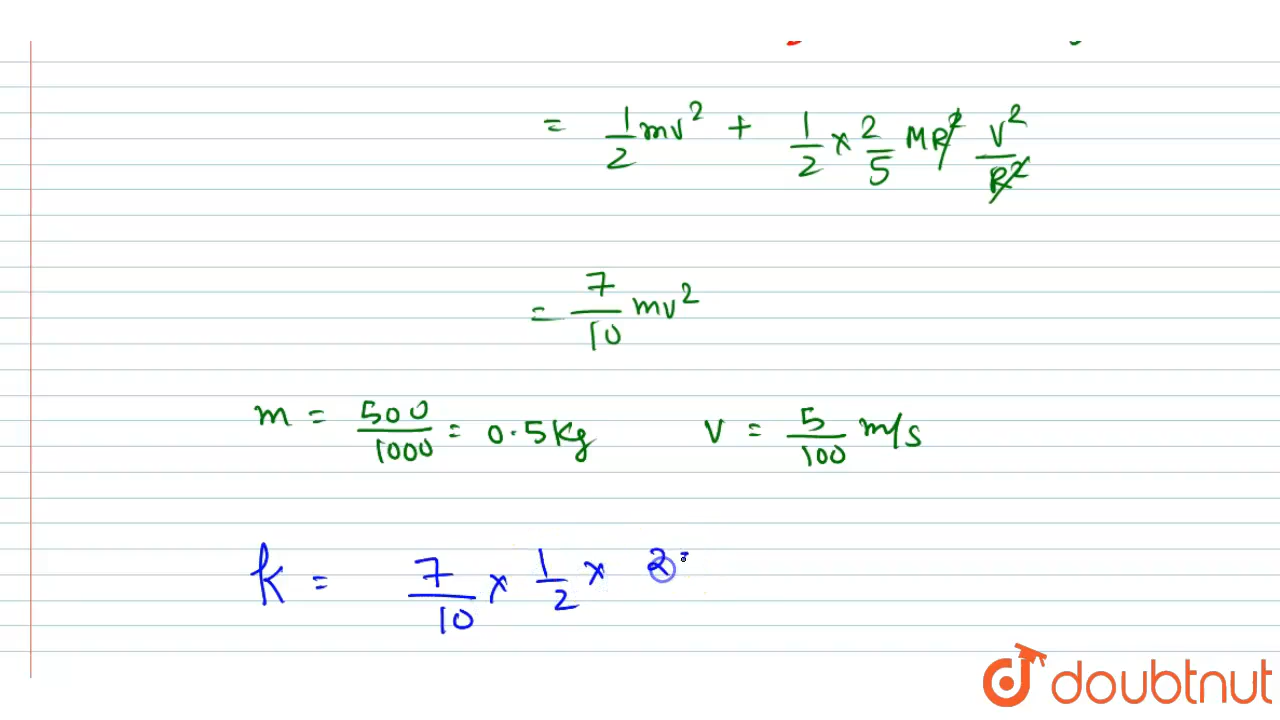 = 1/2 mv² + 1/2 × 2/5 MR² V²/R²
= 7/10 mv²
m = 500/1000 = 0.5 Kg V = 5/100 m/s
K = 7/10 × 1/2 × 2
doubtnut